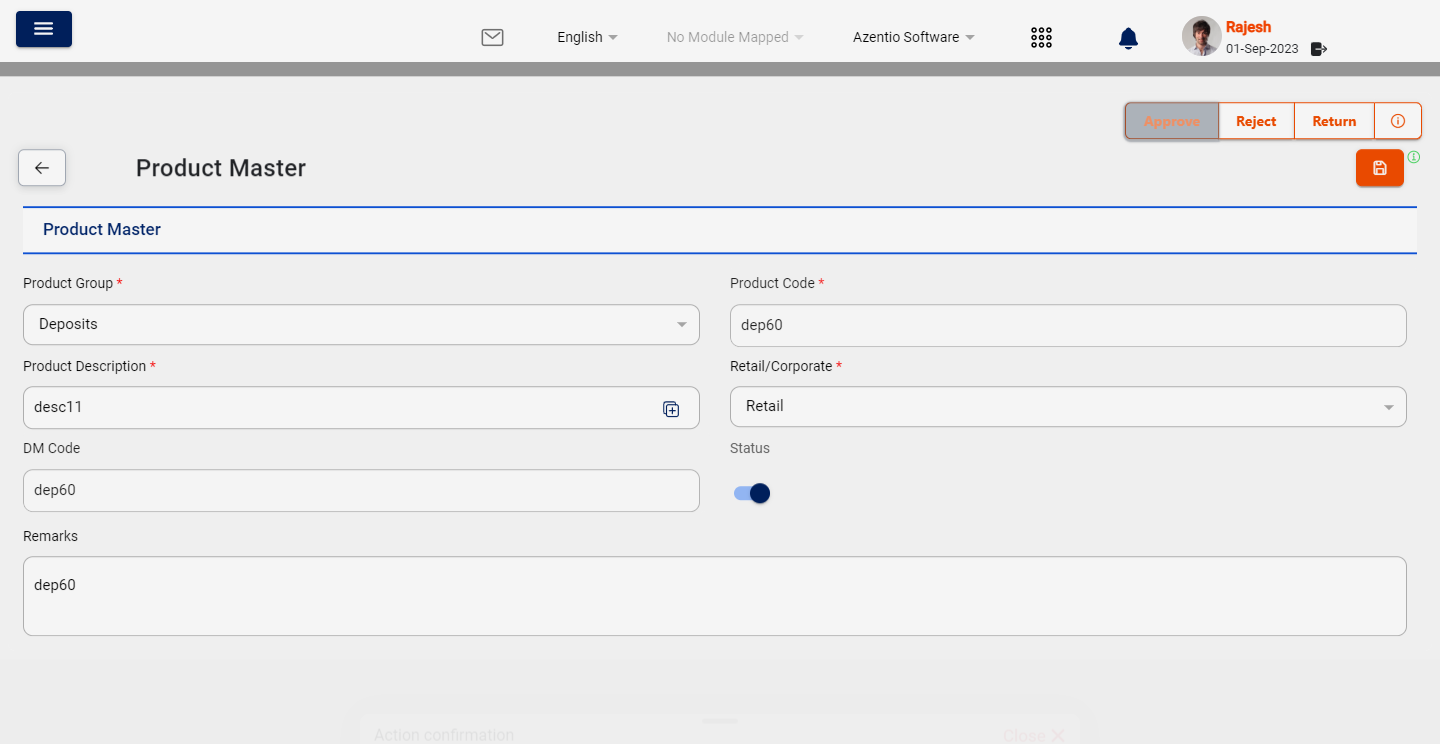 English
No Module Mapped
Azentio Software
Rajesh
01-Sep-2023
Approve
Reject
Return
Product Master
Product Master
Product Group *
Product Code *
Deposits
dep60
Product Description *
Retail/Corporate *
desc11
Retail
DM Code
Status
dep60
Remarks
dep60
Action confirmation
Close